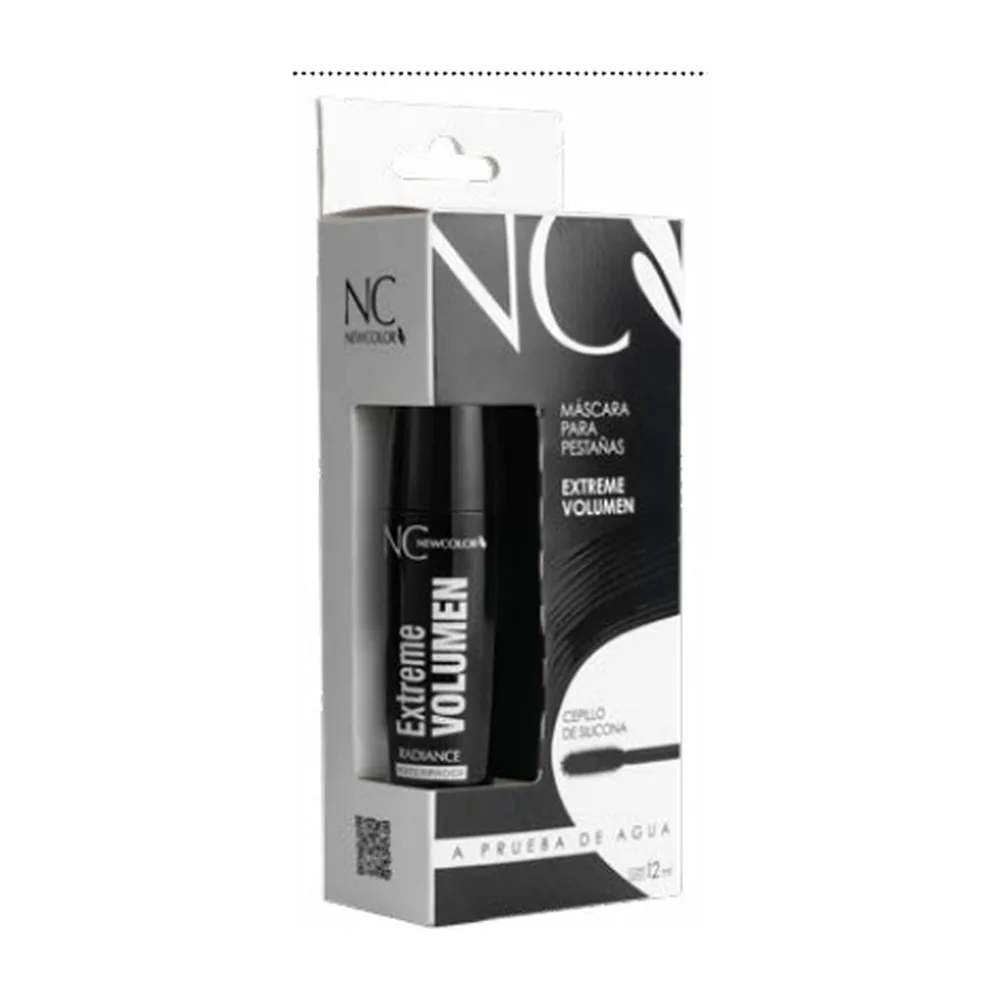 NC
NC
NEWCOLOR
MÁSCARA
PARA
PESTAÑAS
EXTREME
VOLUMEN
NC NEWCOLOR
Extreme
VOLUMEN
RADIANCE
WATERPROOF
CEPILLO
DE SILICONA
A PRUEBA DE AGUA
12 ml